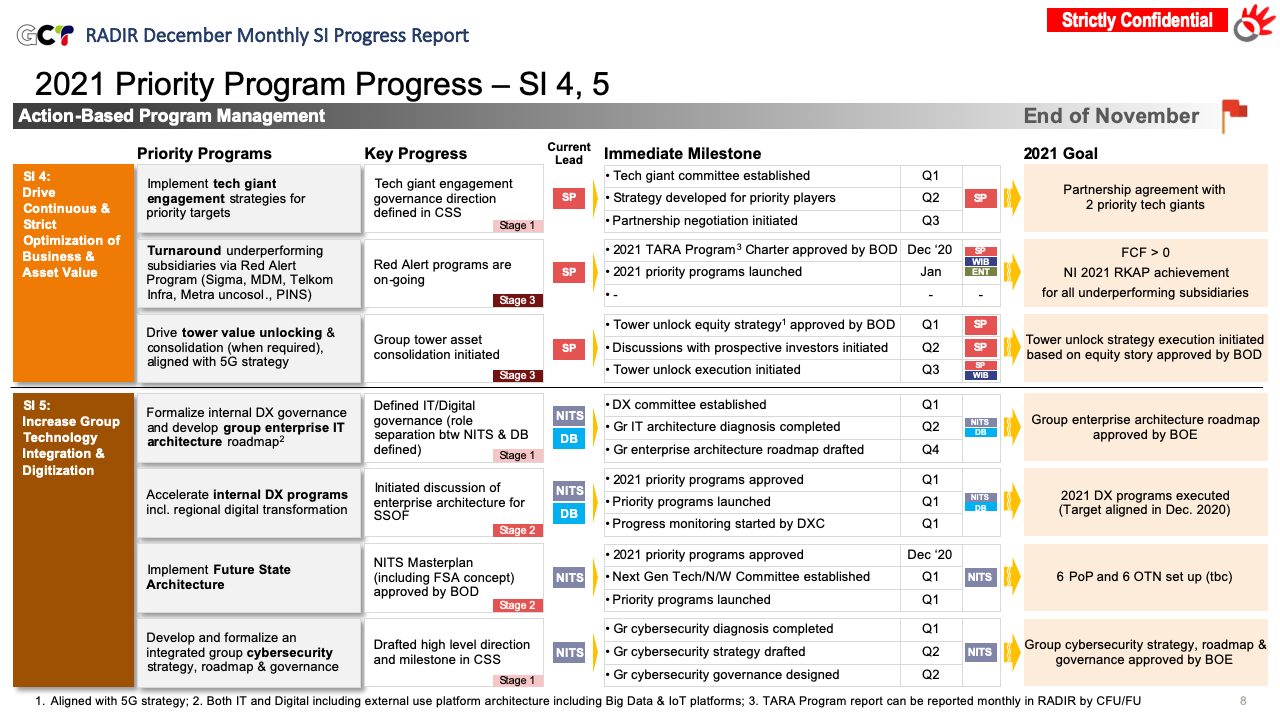 GCT RADIR December Monthly SI Progress Report
Strictly Confidential
2021 Priority Program Progress – SI 4, 5
Action-Based Program Management
End of November
Priority Programs
Key Progress
Current
Lead
Immediate Milestone
2021 Goal
SI 4:
Drive
Continuous &
Strict
Optimization of
Business &
Asset Value
Implement tech giant
engagement strategies for
priority targets
Tech giant engagement
governance direction
defined in CSS
Stage 1
SP
• Tech giant committee established Q1
• Strategy developed for priority players Q2
• Partnership negotiation initiated Q3
SP
Partnership agreement with
2 priority tech giants
Turnaround underperforming
subsidiaries via Red Alert
Program (Sigma, MDM, Telkom
Infra, Metra uncosol., PINS)
Red Alert programs are
on-going
Stage 3
SP
• 2021 TARA Program³ Charter approved by BOD Dec ‘20
• 2021 priority programs launched Jan
• - - -
SP
WIB
ENT
FCF > 0
NI 2021 RKAP achievement
for all underperforming subsidiaries
Drive tower value unlocking &
consolidation (when required),
aligned with 5G strategy
Group tower asset
consolidation initiated
Stage 3
SP
• Tower unlock equity strategy¹ approved by BOD Q1 SP
• Discussions with prospective investors initiated Q2 SP
• Tower unlock execution initiated Q3 SP
WIB
Tower unlock strategy execution initiated
based on equity story approved by BOD
SI 5:
Increase Group
Technology
Integration &
Digitization
Formalize internal DX governance
and develop group enterprise IT
architecture roadmap²
Defined IT/Digital
governance (role
separation btw NITS & DB
defined)
Stage 1
NITS
DB
• DX committee established Q1
• Gr IT architecture diagnosis completed Q2
• Gr enterprise architecture roadmap drafted Q4
NITS
DB
Group enterprise architecture roadmap
approved by BOE
Accelerate internal DX programs
incl. regional digital transformation
Initiated discussion of
enterprise architecture for
SSOF
Stage 2
NITS
DB
• 2021 priority programs approved Q1
• Priority programs launched Q1
• Progress monitoring started by DXC Q1
NITS
DB
2021 DX programs executed
(Target aligned in Dec. 2020)
Implement Future State
Architecture
NITS Masterplan
(including FSA concept)
approved by BOD
Stage 2
NITS
• 2021 priority programs approved Dec ‘20
• Next Gen Tech/N/W Committee established Q1
• Priority programs launched Q1
NITS
6 PoP and 6 OTN set up (tbc)
Develop and formalize an
integrated group cybersecurity
strategy, roadmap & governance
Drafted high level direction
and milestone in CSS
Stage 1
NITS
• Gr cybersecurity diagnosis completed Q1
• Gr cybersecurity strategy drafted Q2
• Gr cybersecurity governance designed Q2
NITS
Group cybersecurity strategy, roadmap &
governance approved by BOE
1. Aligned with 5G strategy; 2. Both IT and Digital including external use platform architecture including Big Data & IoT platforms; 3. TARA Program report can be reported monthly in RADIR by CFU/FU
8